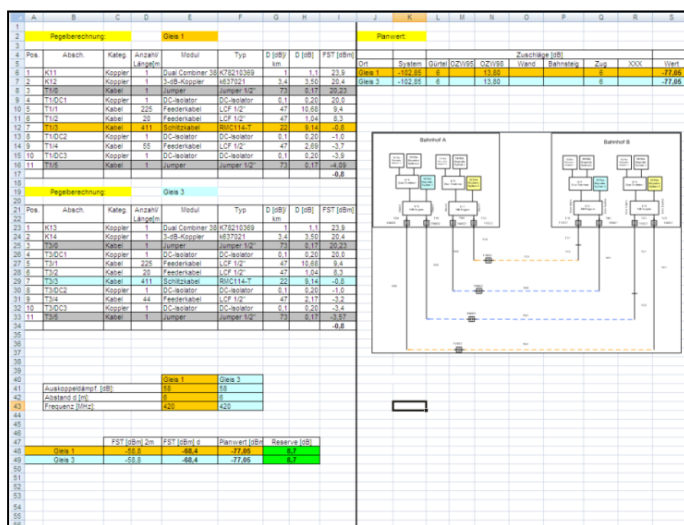 A B C D E F G H I J K L M N O P Q R S
Pegelberechnung: Gleis 1 Planwert:
Pos. Absch. Kateg. Anzahl/ Modul Typ D [dB]/ D [dB] FST [dBm] Zuschläge [dB]
Länge[m km Ort System Gürtel OZW95 OZW98 Wand Bahnsteig Zug XXX Wert
1 K11 Koppler 1 Dual Combiner 38 K78210369 1 1,1 23,9 Gleis 1 -102,85 6 13,80 6 -77,05
2 K12 Koppler 1 3-dB-Koppler k637021 3,4 3,50 20,4 Gleis 3 -102,85 6 13,80 6 -77,05
3 T1/0 Kabel 1 Jumper Jumper 1/2" 73 0,17 20,23
4 T1/DC1 Koppler 1 DC-Isolator DC-Isolator 0,1 0,20 20,0
5 T1/1 Kabel 225 Feederkabel LCF 1/2" 47 10,68 9,4
6 T1/2 Kabel 20 Feederkabel LCF 1/2" 47 1,04 8,3
7 T1/3 Kabel 411 Schlitzkabel RMC114-T 22 9,14 -0,8
8 T1/DC2 Koppler 1 DC-Isolator DC-Isolator 0,1 0,20 -1,0
9 T1/4 Kabel 55 Feederkabel LCF 1/2" 47 2,69 -3,7
10 T1/DC3 Koppler 1 DC-Isolator DC-Isolator 0,1 0,20 -3,9
11 T1/5 Kabel 1 Jumper Jumper 1/2" 73 0,17 -4,09
-0,8
Bahnhof A Bahnhof B
Pegelberechnung: Gleis 3
Pos. Absch. Kateg. Anzahl/ Modul Typ D [dB]/ D [dB] FST [dBm]
Länge[m km
1 K13 Koppler 1 Dual Combiner 38 K78210369 1 1,1 23,9
2 K14 Koppler 1 3-dB-Koppler k637021 3,4 3,50 20,4
3 T3/0 Kabel 1 Jumper Jumper 1/2" 73 0,17 20,23
4 T3/DC1 Koppler 1 DC-Isolator DC-Isolator 0,1 0,20 20,0
5 T3/1 Kabel 225 Feederkabel LCF 1/2" 47 10,68 9,4
6 T3/2 Kabel 20 Feederkabel LCF 1/2" 47 1,04 8,3
7 T3/3 Kabel 411 Schlitzkabel RMC114-T 22 9,14 -0,8
8 T3/DC2 Koppler 1 DC-Isolator DC-Isolator 0,1 0,20 -1,0
9 T3/4 Kabel 44 Feederkabel LCF 1/2" 47 2,17 -3,2
10 T3/DC3 Koppler 1 DC-Isolator DC-Isolator 0,1 0,20 -3,4
11 T3/5 Kabel 1 Jumper Jumper 1/2" 73 0,17 -3,57
-0,8
Gleis 1 Gleis 3
Auskoppeldämpf. [dB]: 58 58
Abstand d [m]: 6 6
Frequenz [MHz]: 420 420
FST [dBm] 2m FST [dBm] d Planwert [dBm Reserve [dB]
Gleis 1 -58,8 -68,4 -77,05 8,7
Gleis 3 -58,8 -68,4 -77,05 8,7